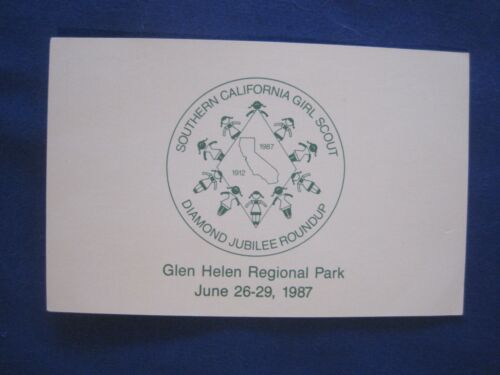 SOUTHERN CALIFORNIA GIRL SCOUT
1987
1912
DIAMOND JUBILEE ROUNDUP
Glen Helen Regional Park
June 26-29, 1987